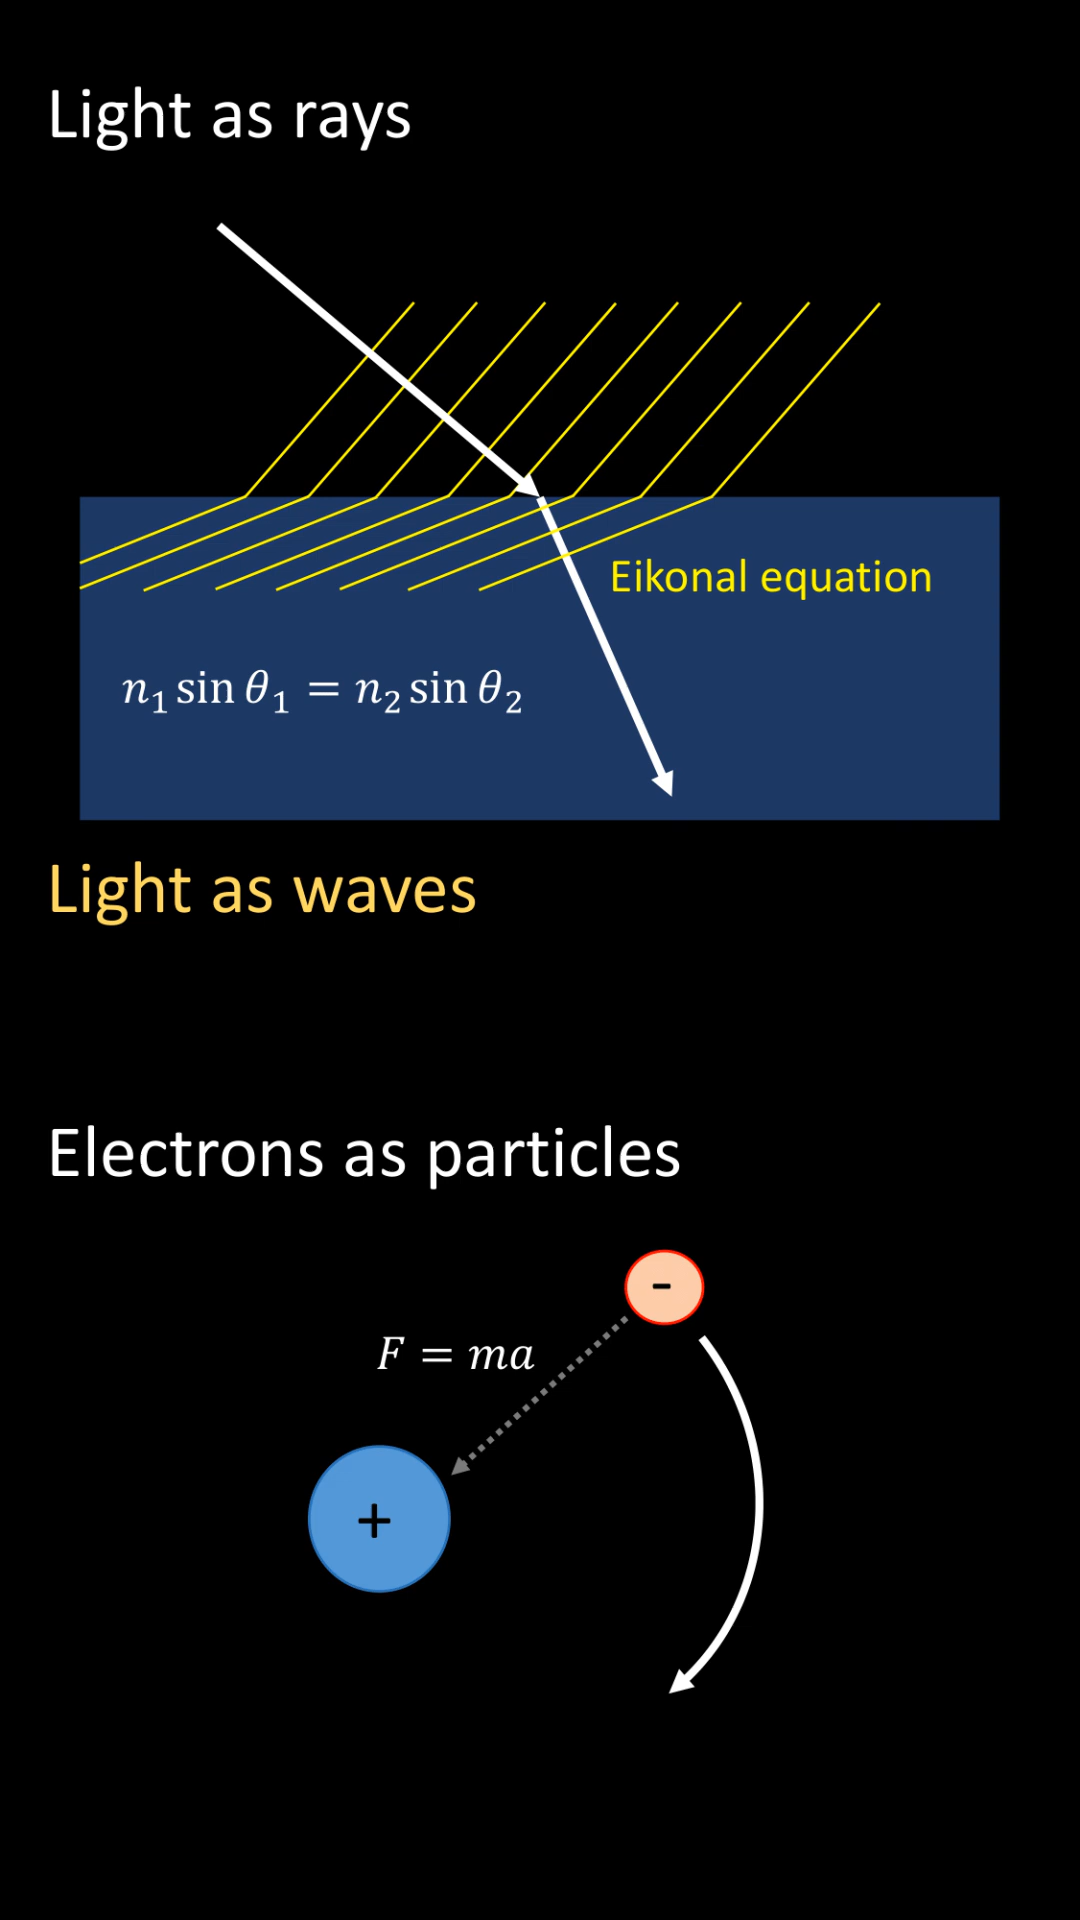 Light as rays
Eikonal equation
n₁ sin θ₁ = n₂ sin θ₂
Light as waves
Electrons as particles
-
F = ma
+